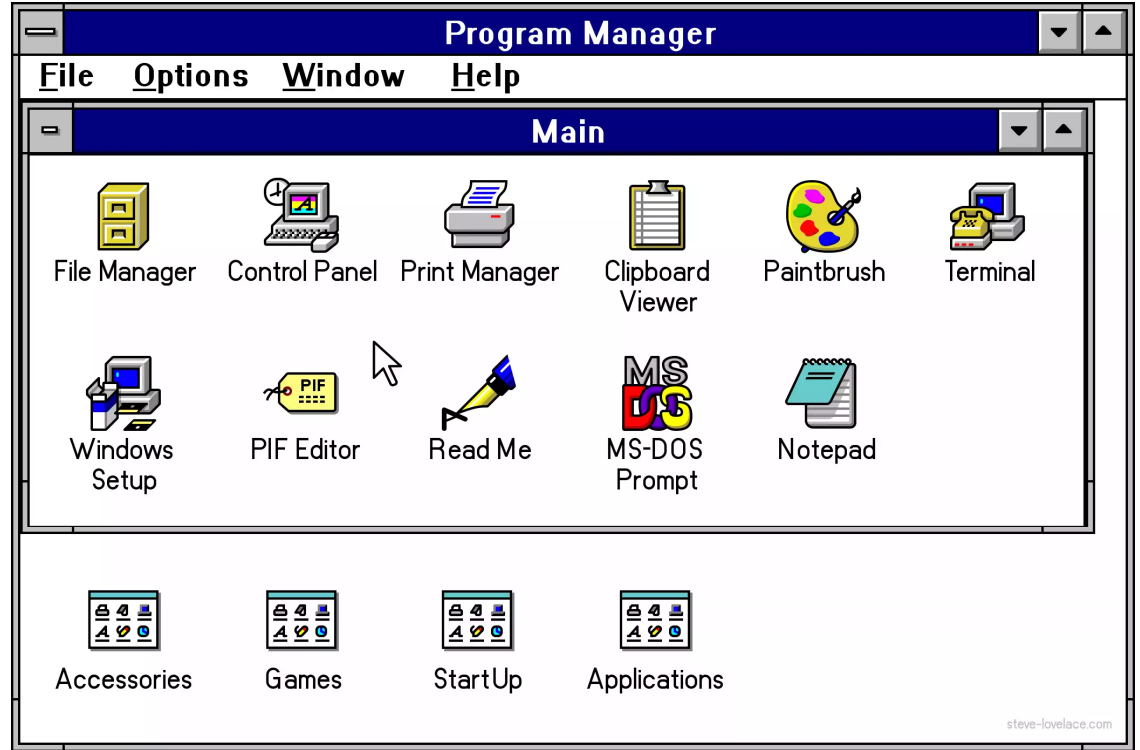 Program Manager
File Options Window Help
Main
File Manager Control Panel Print Manager Clipboard Viewer Paintbrush Terminal
PIF
Windows Setup PIF Editor Read Me MS-DOS Prompt Notepad
MS
DOS
Accessories Games StartUp Applications
steve-lovelace.com